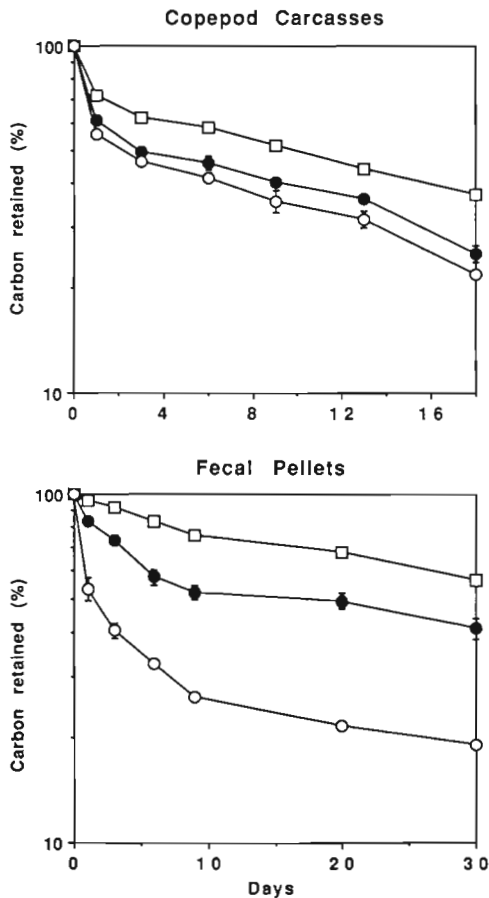 Copepod Carcasses
100
10
Carbon retained (%)
0 4 8 12 16
Fecal Pellets
100
10
Carbon retained (%)
0 10 20 30
Days